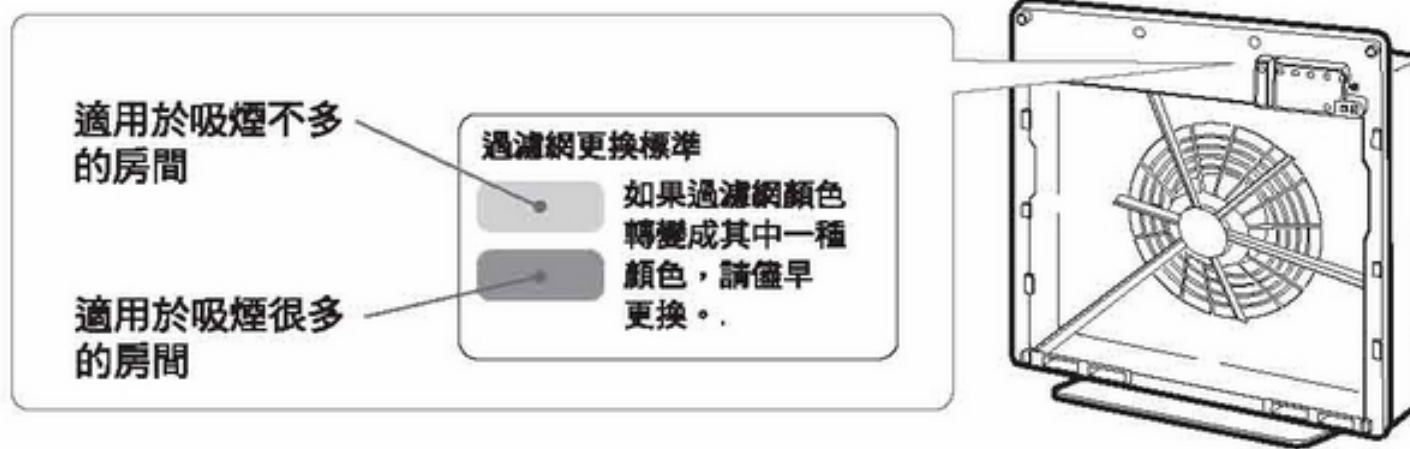 適用於吸煙不多
的房間
過濾網更換標準
如果過濾網顏色
轉變成其中一種
顏色，請儘早
更換。
適用於吸煙很多
的房間